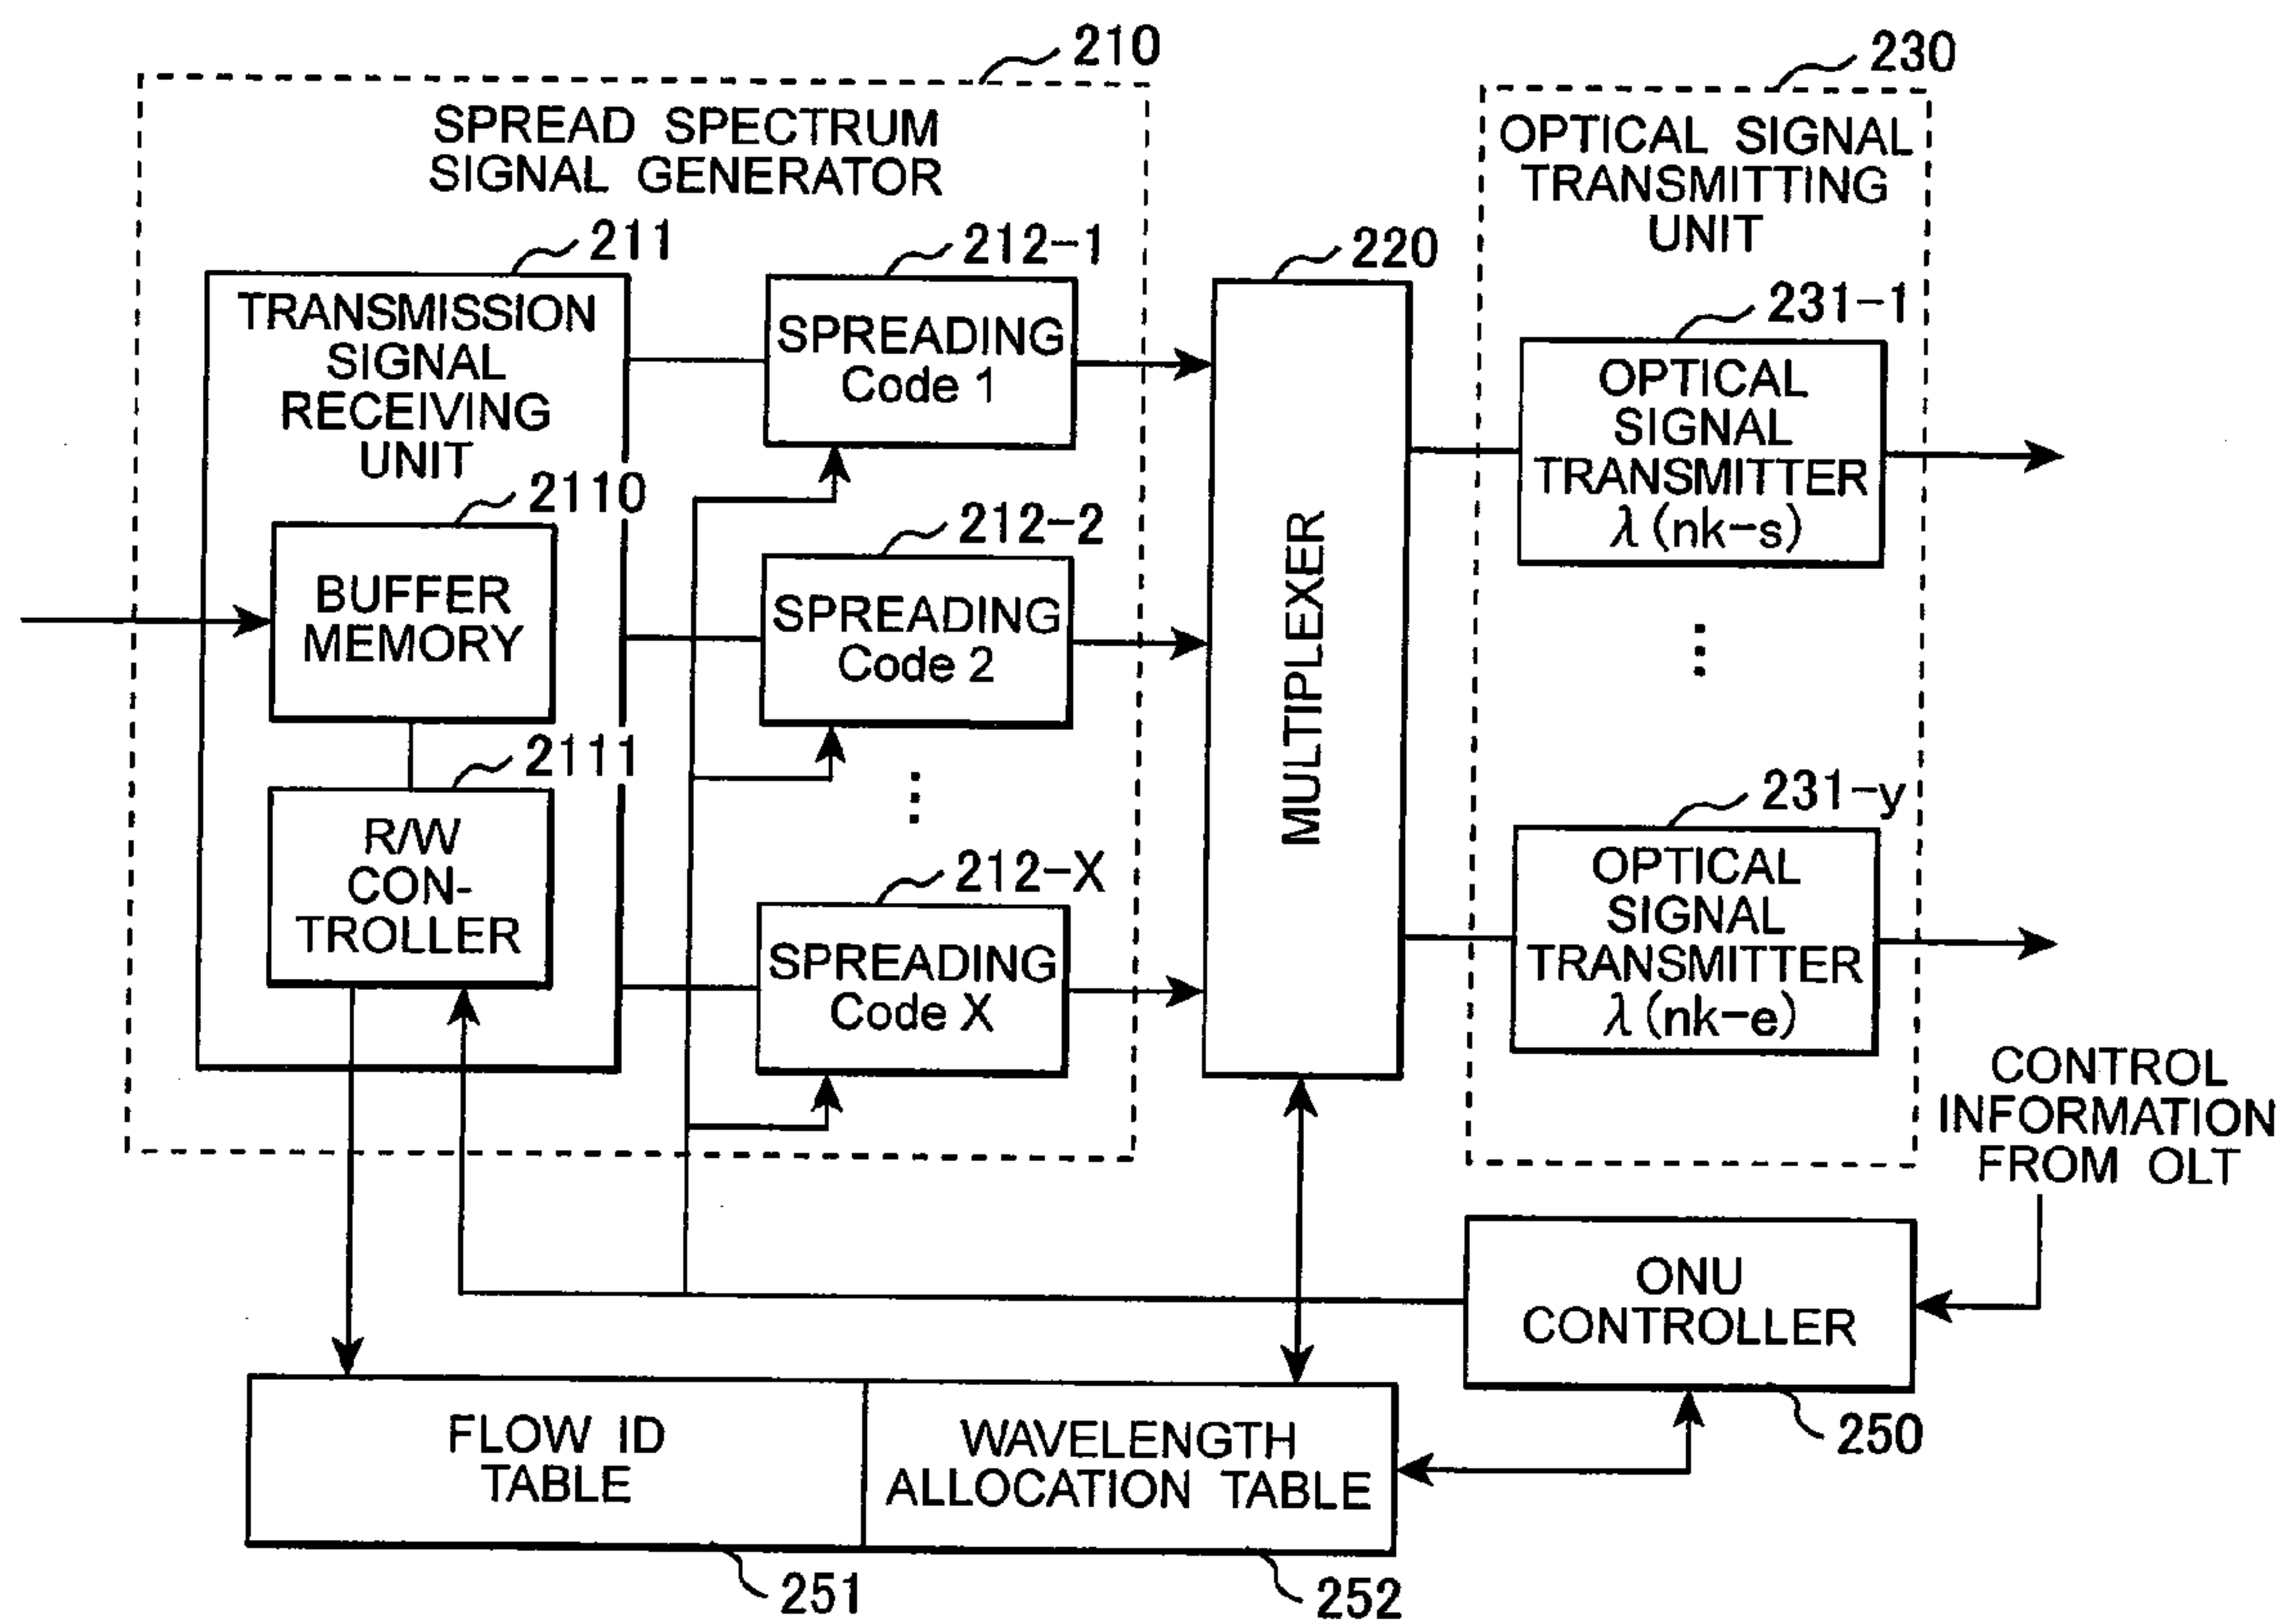 210
230
SPREAD SPECTRUM
SIGNAL GENERATOR
OPTICAL SIGNAL
TRANSMITTING
UNIT
211
212-1
220
TRANSMISSION
SIGNAL
RECEIVING
UNIT
SPREADING
Code 1
231-1
OPTICAL
SIGNAL
TRANSMITTER
λ(nk-s)
2110
212-2
BUFFER
MEMORY
SPREADING
Code 2
MULTIPLEXER
2111
231-y
R/W
CON-
TROLLER
212-X
SPREADING
Code X
OPTICAL
SIGNAL
TRANSMITTER
λ(nk-e)
CONTROL
INFORMATION
FROM OLT
ONU
CONTROLLER
250
FLOW ID
TABLE
WAVELENGTH
ALLOCATION TABLE
251
252